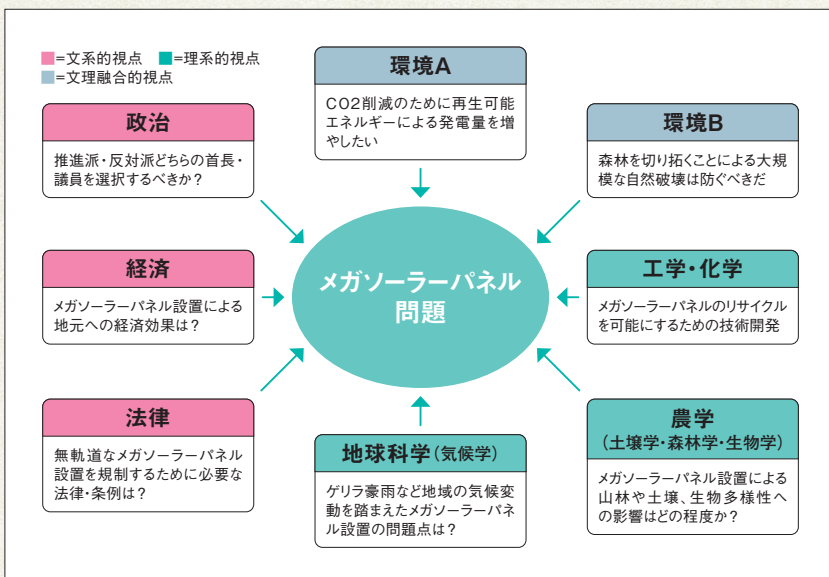 ■=文系的視点 ■=理系的視点
■=文理融合的視点
環境A
CO2削減のために再生可能
エネルギーによる発電量を増
やしたい
政治
推進派・反対派どちらの首長・
議員を選択するべきか?
環境B
森林を切り拓くことによる大規
模な自然破壊は防ぐべきだ
メガソーラーパネル
問題
経済
メガソーラーパネル設置による
地元への経済効果は?
工学・化学
メガソーラーパネルのリサイクル
を可能にするための技術開発
法律
無軌道なメガソーラーパネル
設置を規制するために必要な
法律・条例は?
地球科学(気候学)
ゲリラ豪雨など地域の気候変
動を踏まえたメガソーラーパネ
ル設置の問題点は?
農学
(土壌学・森林学・生物学)
メガソーラーパネル設置による
山林や土壌、生物多様性へ
の影響はどの程度か?